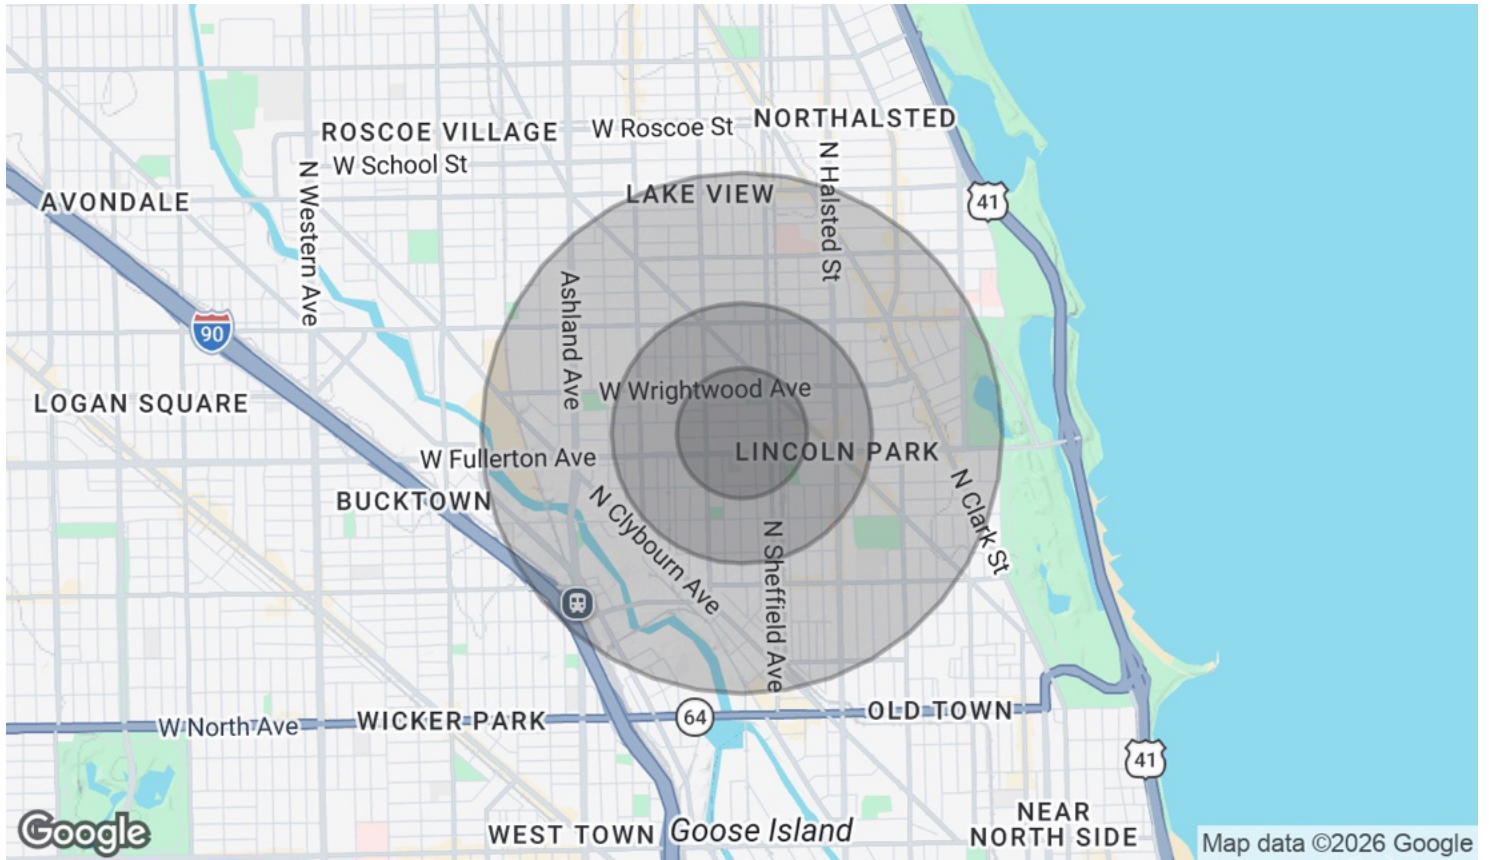 NORTHALSTED
ROSCOE VILLAGE
W Roscoe St
W School St
N Halsted St
N Western Ave
AVONDALE
LAKE VIEW
41
Ashland Ave
90
W Wrightwood Ave
LOGAN SQUARE
LINCOLN PARK
W Fullerton Ave
BUCKTOWN
N Clark St
N Clybourn Ave
N Sheffield Ave
OLD TOWN
64
WICKER PARK
W North Ave
41
NEAR
NORTH SIDE
Goose Island
WEST TOWN
Google
Map data ©2026 Google